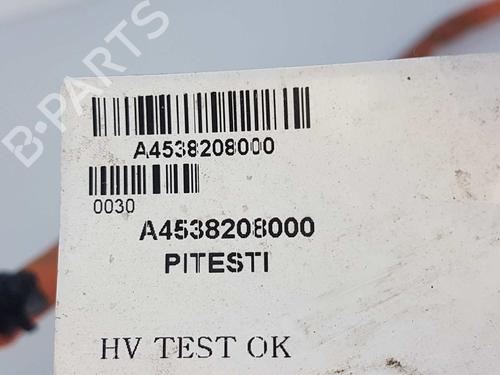 B-PARTS
A4538208000
0030
A4538208000
PITESTI
HV TEST OK